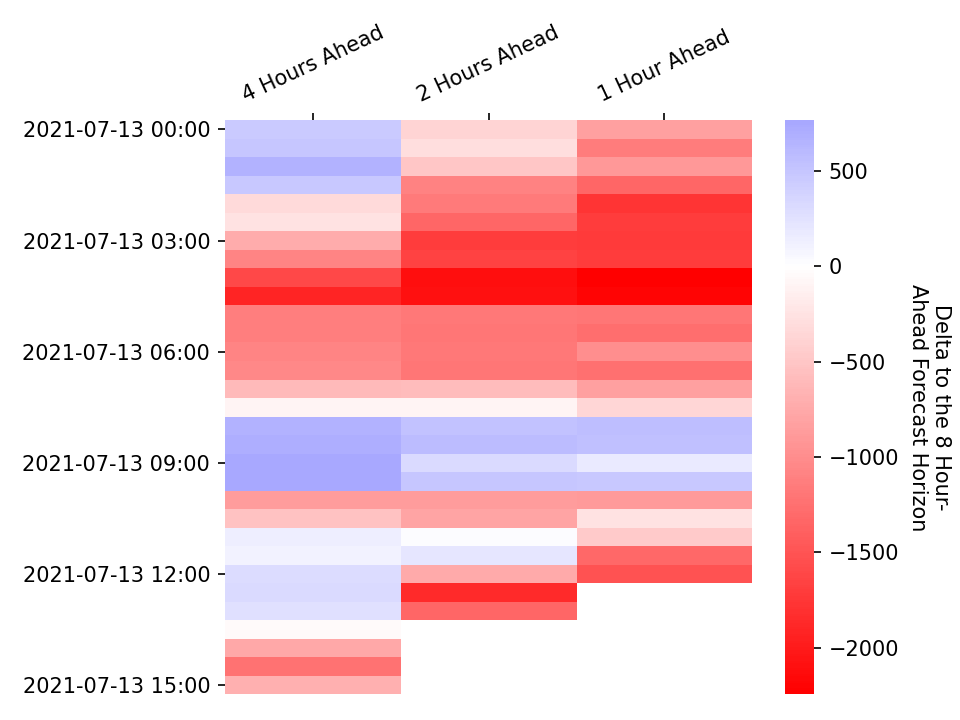 4 Hours Ahead
2 Hours Ahead
1 Hour Ahead
2021-07-13 00:00
2021-07-13 03:00
2021-07-13 06:00
2021-07-13 09:00
2021-07-13 12:00
2021-07-13 15:00
500
0
−500
−1000
−1500
−2000
Delta to the 8 Hour-
Ahead Forecast Horizon